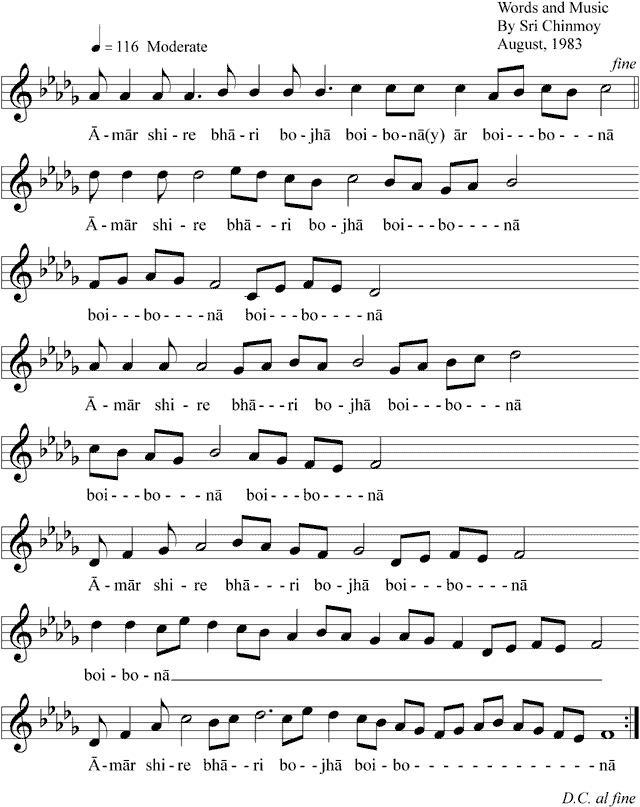 Words and Music
By Sri Chinmoy
August, 1983
= 116 Moderate
fine
Ā-mār shi-re bhā-ri bo-jhā boi-bo-nā(y) ār boi---bo---nā
Ā-mār shi-re bhā--ri bo-jhā boi---bo----nā
boi---bo----nā boi---bo----nā
Ā-mār shi-re bhā---ri bo-jhā boi---bo---nā
boi---bo---nā boi---bo----nā
Ā-mār shi-re bhā---ri bo-jhā boi---bo----nā
boi-bo-nā
Ā-mār shi-re bhā--ri bo--jhā boi-bo-----------------nā
D.C. al fine